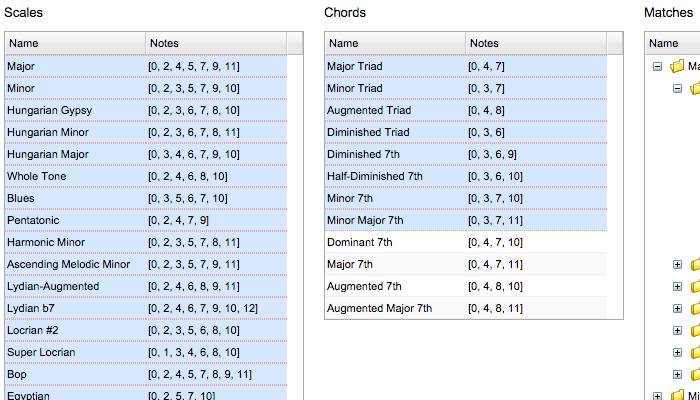 Scales
Name Notes
Major [0, 2, 4, 5, 7, 9, 11]
Minor [0, 2, 3, 5, 7, 9, 10]
Hungarian Gypsy [0, 2, 3, 6, 7, 8, 10]
Hungarian Minor [0, 2, 3, 6, 7, 8, 11]
Hungarian Major [0, 3, 4, 6, 7, 9, 10]
Whole Tone [0, 2, 4, 6, 8, 10]
Blues [0, 3, 5, 6, 7, 10]
Pentatonic [0, 2, 4, 7, 9]
Harmonic Minor [0, 2, 3, 5, 7, 8, 11]
Ascending Melodic Minor [0, 2, 3, 5, 7, 9, 11]
Lydian-Augmented [0, 2, 4, 6, 8, 9, 11]
Lydian b7 [0, 2, 4, 6, 7, 9, 10, 12]
Locrian #2 [0, 2, 3, 5, 6, 8, 10]
Super Locrian [0, 1, 3, 4, 6, 8, 10]
Bop [0, 2, 4, 5, 7, 8, 9, 11]
Egyptian [0, 2, 5, 7, 10]
Chords
Name Notes
Major Triad [0, 4, 7]
Minor Triad [0, 3, 7]
Augmented Triad [0, 4, 8]
Diminished Triad [0, 3, 6]
Diminished 7th [0, 3, 6, 9]
Half-Diminished 7th [0, 3, 6, 10]
Minor 7th [0, 3, 7, 10]
Minor Major 7th [0, 3, 7, 11]
Dominant 7th [0, 4, 7, 10]
Major 7th [0, 4, 7, 11]
Augmented 7th [0, 4, 8, 10]
Augmented Major 7th [0, 4, 8, 11]
Matches
Name
Ma
Mi